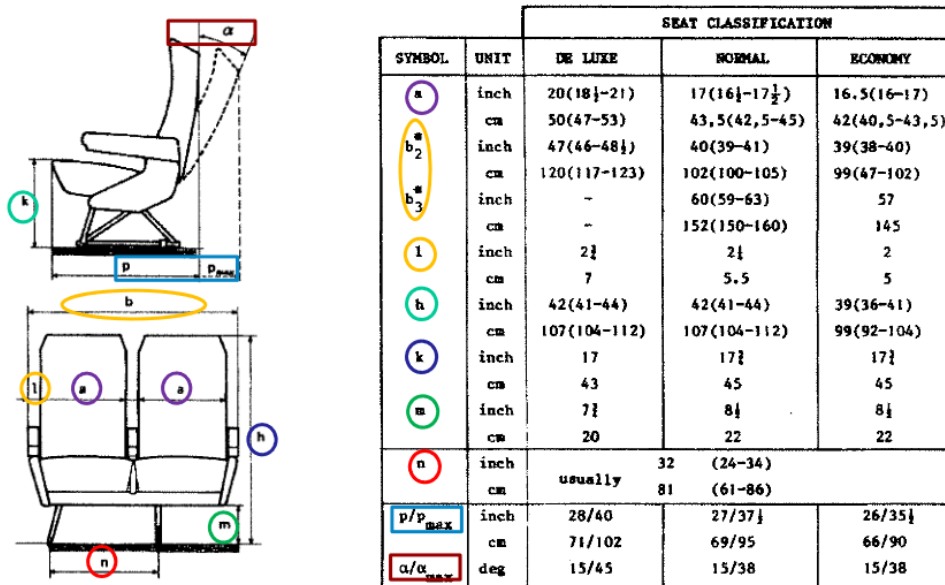 α
k
p pmax
b
l a a
h
m
n
SEAT CLASSIFICATION
SYMBOL UNIT DE LUXE NORMAL ECONOMY
a inch 20(18½-21) 17(16½-17½) 16.5(16-17)
cm 50(47-53) 43,5(42,5-45) 42(40,5-43,5)
b2* inch 47(46-48½) 40(39-41) 39(38-40)
cm 120(117-123) 102(100-105) 99(47-102)
b3* inch - 60(59-63) 57
cm - 152(150-160) 145
l inch 2¾ 2¼ 2
cm 7 5.5 5
h inch 42(41-44) 42(41-44) 39(36-41)
cm 107(104-112) 107(104-112) 99(92-104)
k inch 17 17¾ 17¾
cm 43 45 45
m inch 7¾ 8½ 8½
cm 20 22 22
n inch usually 32 (24-34)
cm 81 (61-86)
p/pmax inch 28/40 27/37½ 26/35½
cm 71/102 69/95 66/90
α/αmax deg 15/45 15/38 15/38